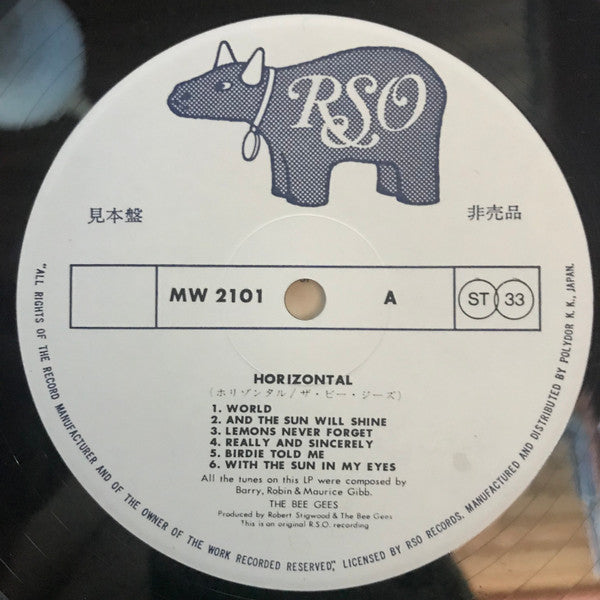 RSO
見本盤
非売品
MW 2101
A
ST 33
HORIZONTAL
(ホリゾンタル/ザ・ビー・ジーズ)
1. WORLD
2. AND THE SUN WILL SHINE
3. LEMONS NEVER FORGET
4. REALLY AND SINCERELY
5. BIRDIE TOLD ME
6. WITH THE SUN IN MY EYES
All the tunes on this LP were composed by
Barry, Robin & Maurice Gibb.
THE BEE GEES
Produced by Robert Stigwood & The Bee Gees
This is an original R.S.O. recording
"ALL RIGHTS OF THE RECORD MANUFACTURER AND OF THE OWNER OF THE WORK RECORDED RESERVED", LICENSED BY RSO RECORDS. MANUFACTURED AND DISTRIBUTED BY POLYDOR K. K., JAPAN.